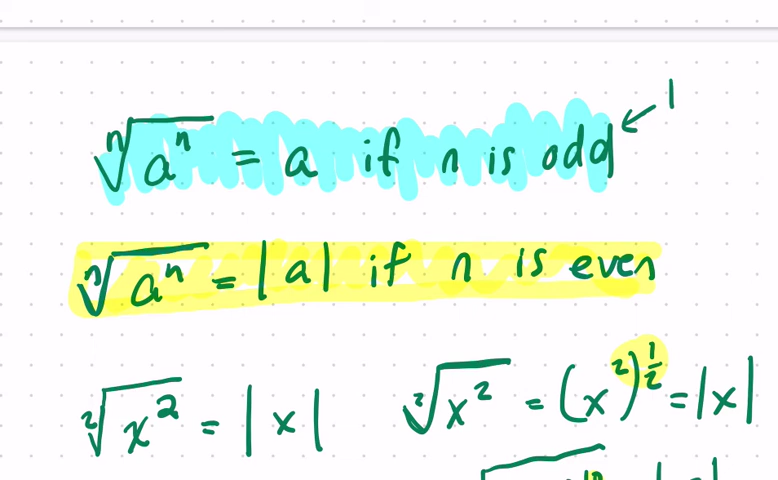 ⁿ√aⁿ = a if n is odd ← 1
ⁿ√aⁿ = |a| if n is even
²√x² = |x|
²√x² = (x²)^½ = |x|